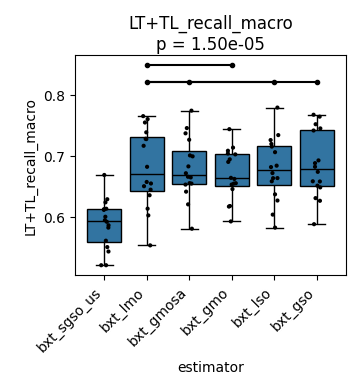 LT+TL_recall_macro
p = 1.50e-05
LT+TL_recall_macro
0.8
0.7
0.6
bxt_sgso_us
bxt_lmo
bxt_gmosa
bxt_gmo
bxt_lso
bxt_gso
estimator